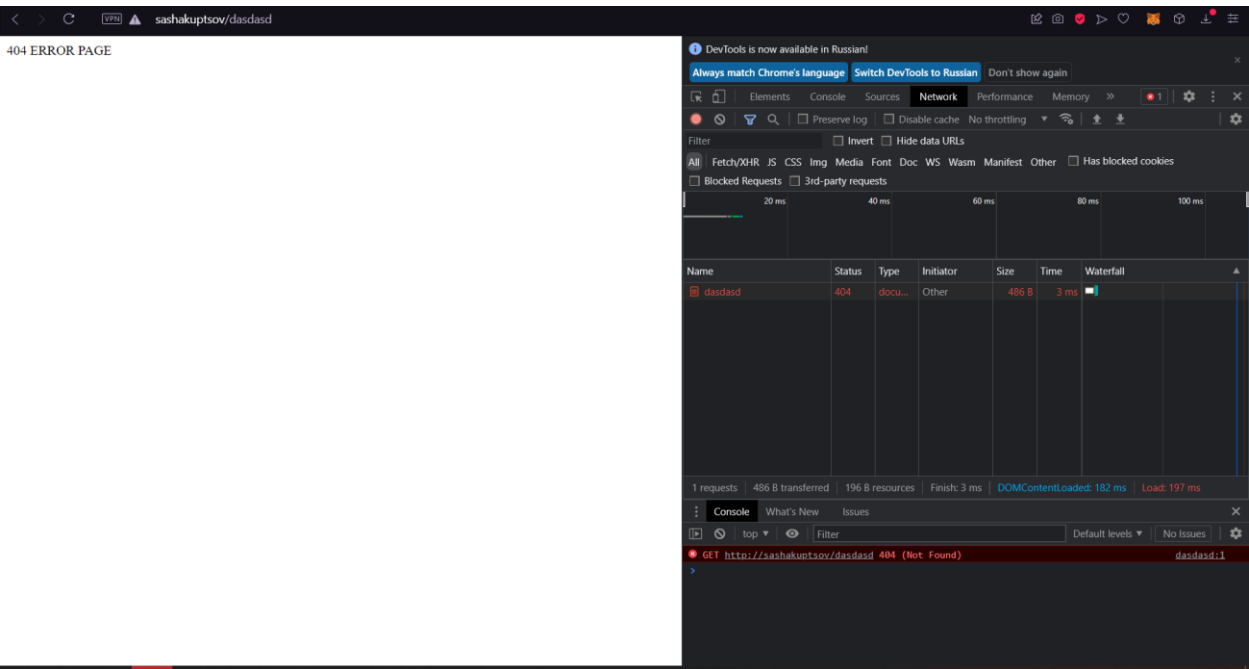 VPN sashakuptsov/dasdasd
404 ERROR PAGE
DevTools is now available in Russian!
Always match Chrome's language Switch DevTools to Russian Don't show again
Elements Console Sources Network Performance Memory » 1
Preserve log Disable cache No throttling
Filter Invert Hide data URLs
All Fetch/XHR JS CSS Img Media Font Doc WS Wasm Manifest Other Has blocked cookies
Blocked Requests 3rd-party requests
20 ms 40 ms 60 ms 80 ms 100 ms
Name Status Type Initiator Size Time Waterfall
dasdasd 404 docu... Other 486 B 3 ms
1 requests 486 B transferred 196 B resources Finish: 3 ms DOMContentLoaded: 182 ms Load: 197 ms
Console What's New Issues
top Filter Default levels No Issues
GET http://sashakuptsov/dasdasd 404 (Not Found) dasdasd:1